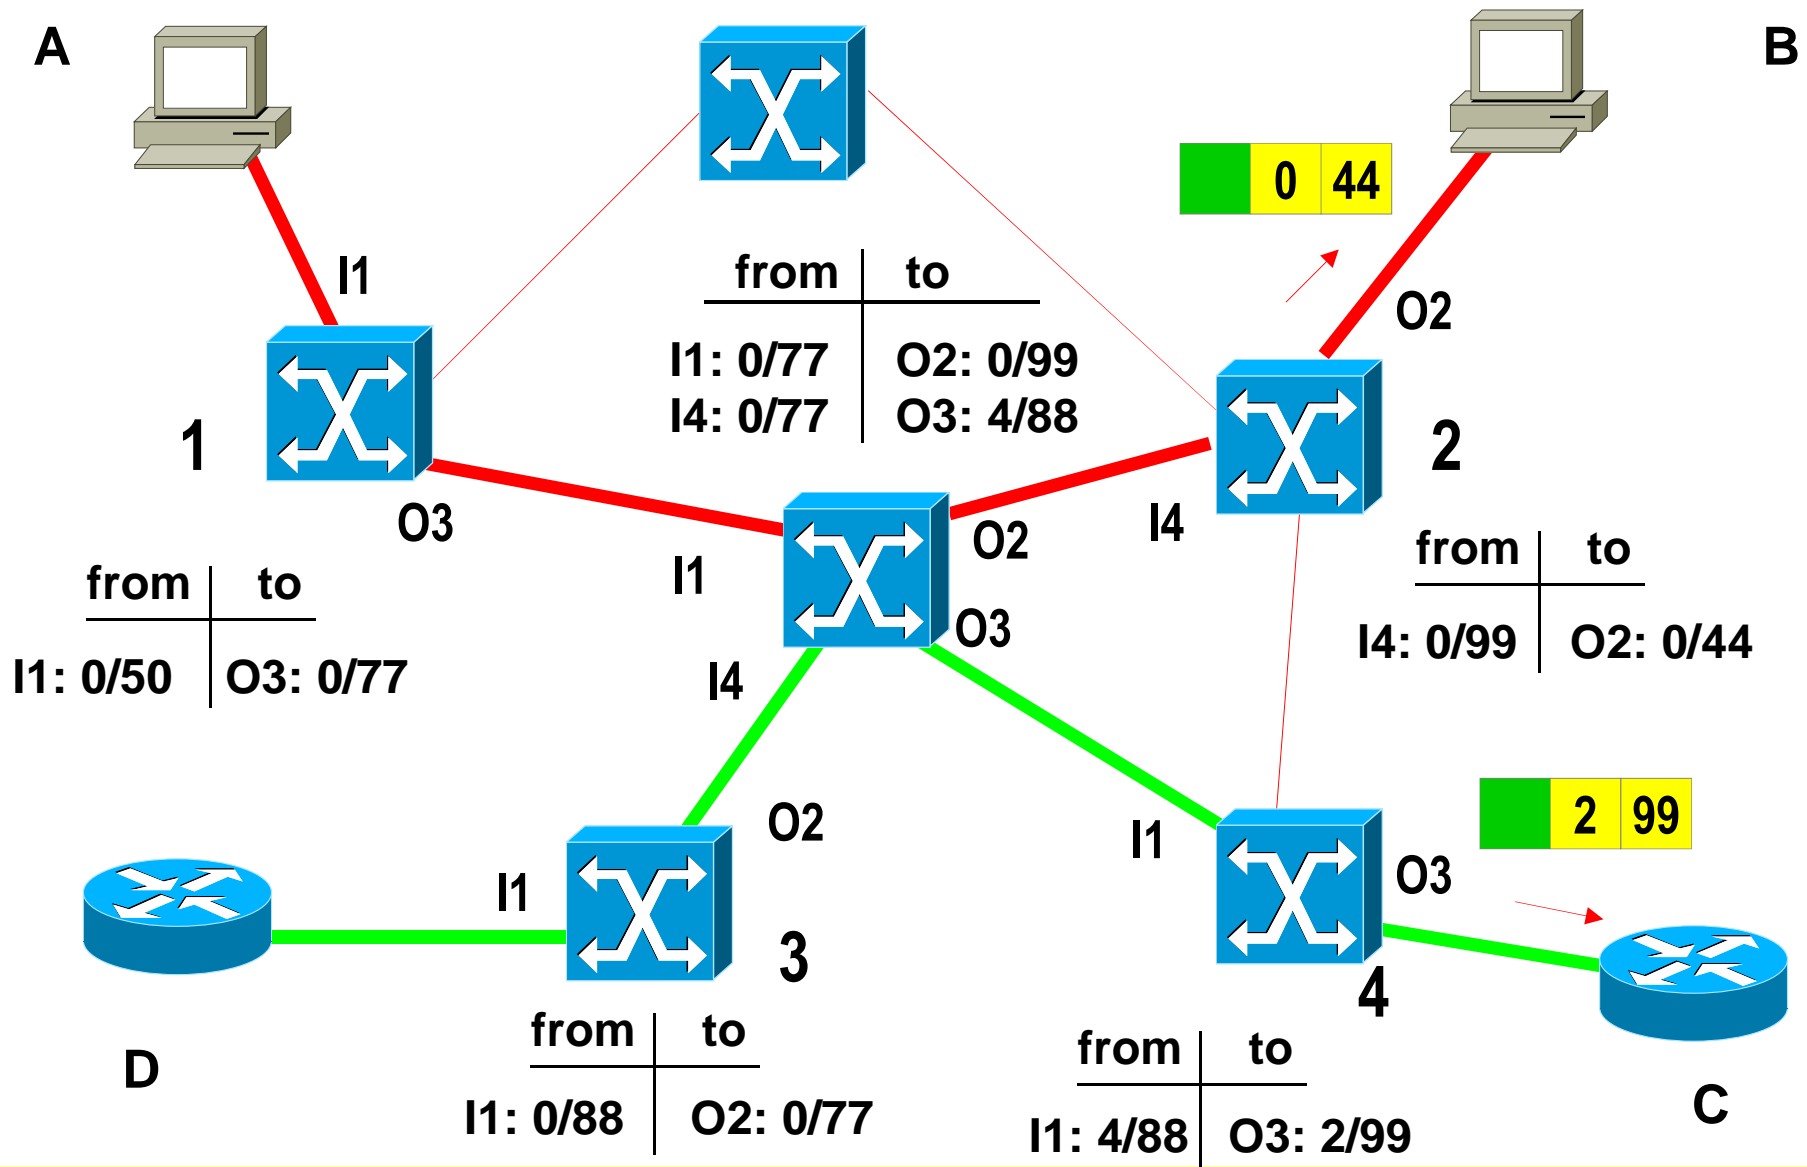 A
B
0 44
I1
from to
O2
I1: 0/77 O2: 0/99
I4: 0/77 O3: 4/88
1
2
O3
O2
I4
I1
from to
from to
O3
I4: 0/99 O2: 0/44
I1: 0/50 O3: 0/77
I4
O2
2 99
I1
O3
I1
3
4
from to
from to
D
C
I1: 0/88 O2: 0/77
I1: 4/88 O3: 2/99